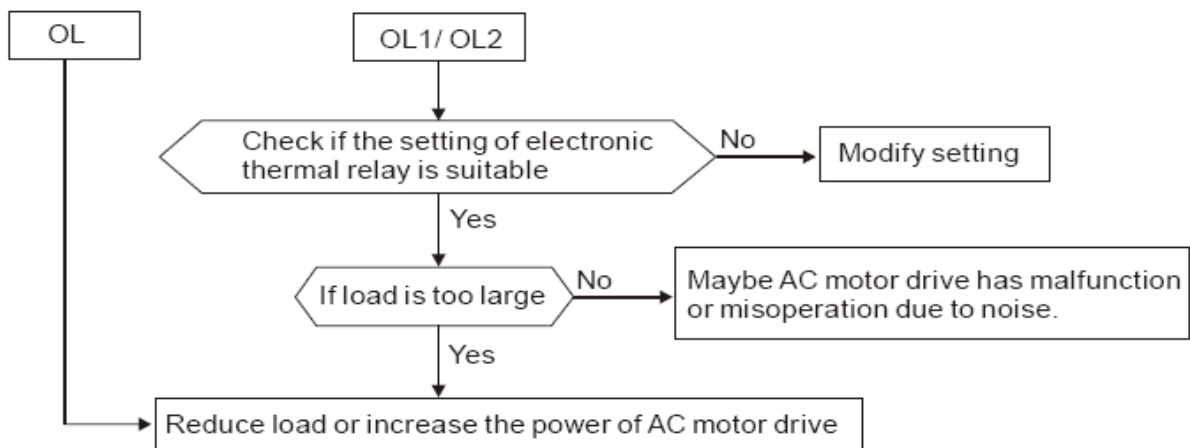 OL
OL1/ OL2
Check if the setting of electronic
thermal relay is suitable
No
Modify setting
Yes
If load is too large
No
Maybe AC motor drive has malfunction
or misoperation due to noise.
Yes
Reduce load or increase the power of AC motor drive